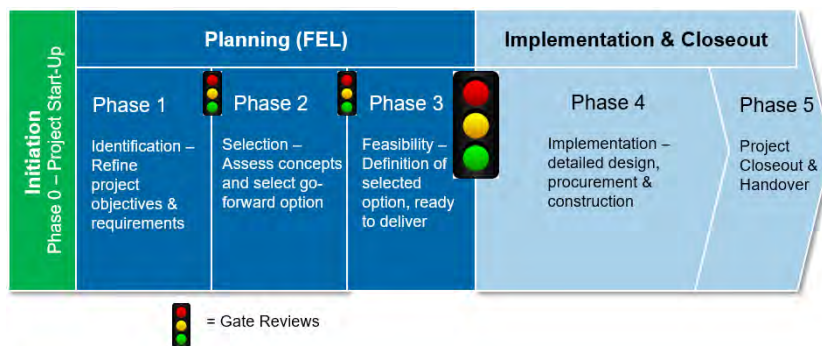 Initiation
Phase 0 – Project Start-Up
Planning (FEL)
Implementation & Closeout
Phase 1
Identification –
Refine
project
objectives &
requirements
Phase 2
Selection –
Assess concepts
and select go-
forward option
Phase 3
Feasibility –
Definition of
selected
option, ready
to deliver
Phase 4
Implementation –
detailed design,
procurement &
construction
Phase 5
Project
Closeout &
Handover
= Gate Reviews